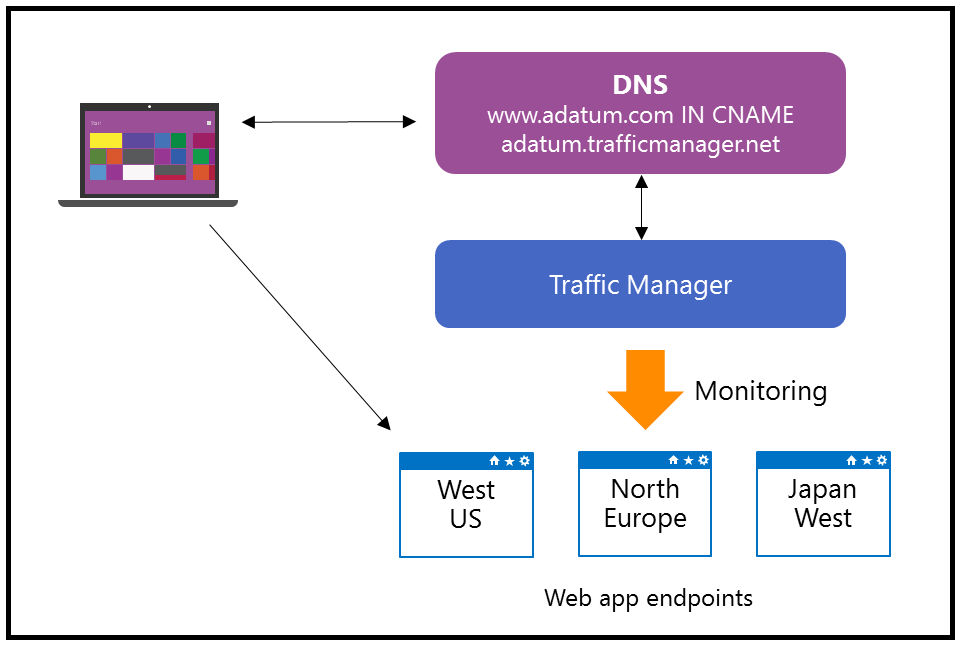 Start
DNS
www.adatum.com IN CNAME
adatum.trafficmanager.net
Traffic Manager
Monitoring
West
US
North
Europe
Japan
West
Web app endpoints